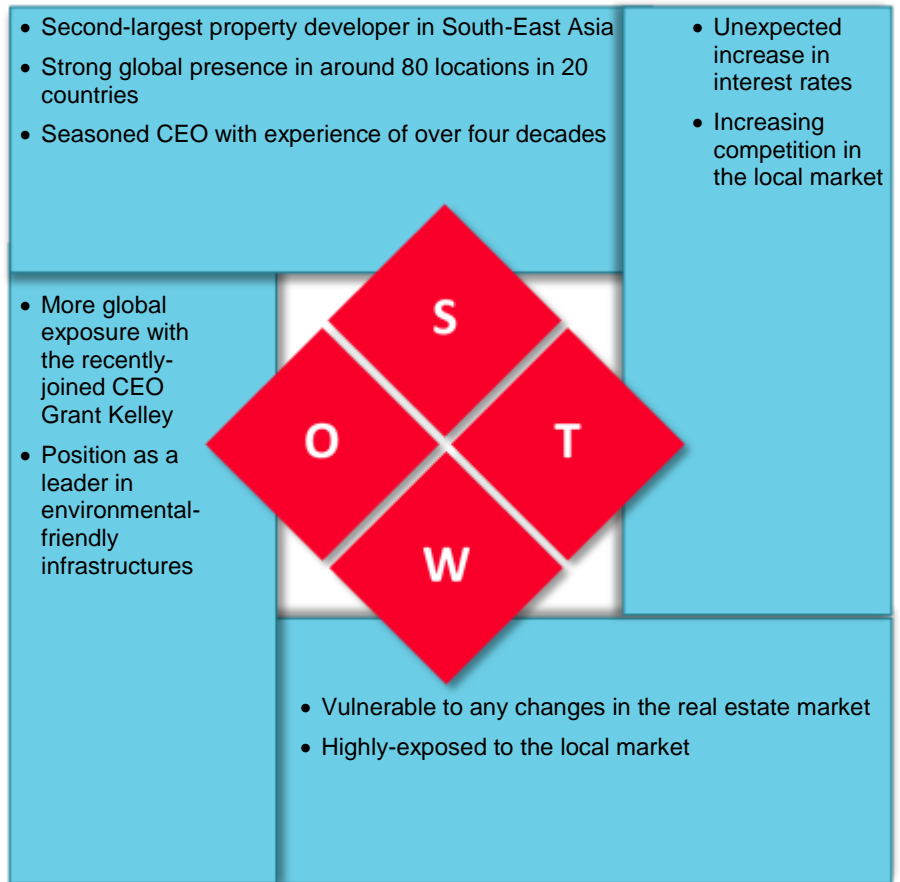 • Second-largest property developer in South-East Asia
• Strong global presence in around 80 locations in 20
countries
• Seasoned CEO with experience of over four decades
• Unexpected
increase in
interest rates
• Increasing
competition in
the local market
• More global
exposure with
the recently-
joined CEO
Grant Kelley
• Position as a
leader in
environmental-
friendly
infrastructures
S
O
T
W
• Vulnerable to any changes in the real estate market
• Highly-exposed to the local market